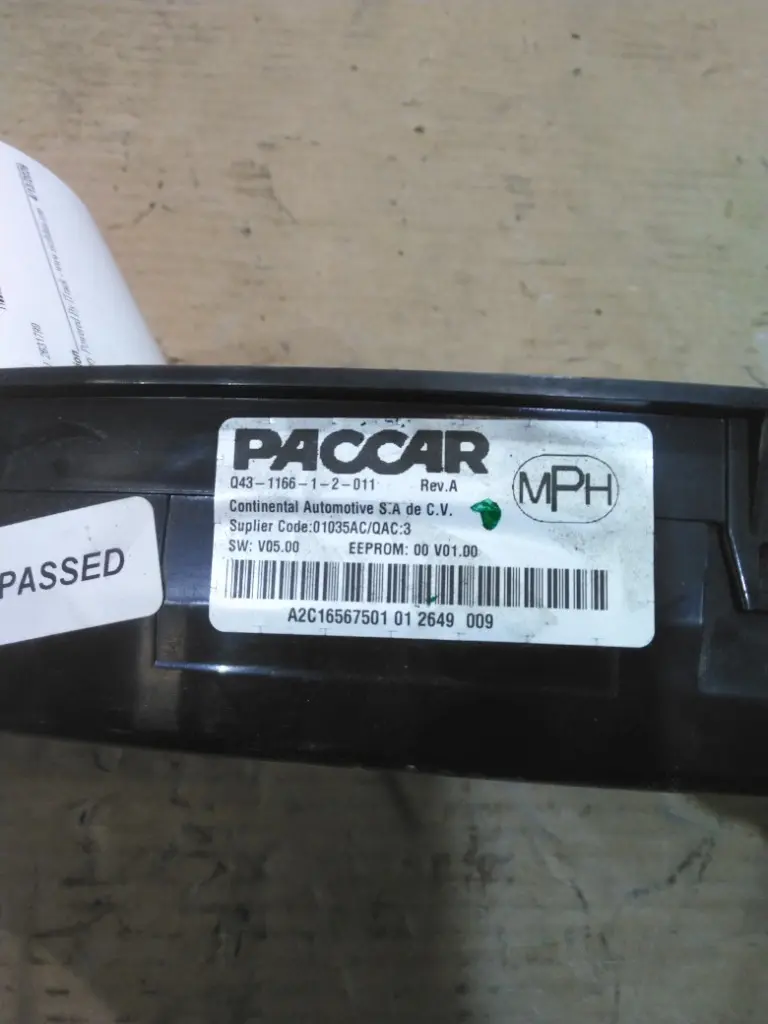 PACCAR
MPH
Q43-1166-1-2-011 Rev.A
Continental Automotive S.A de C.V.
Suplier Code:01035AC/QAC:3
SW: V05.00 EEPROM: 00 V01.00
A2C16567501 01 2649 009
PASSED